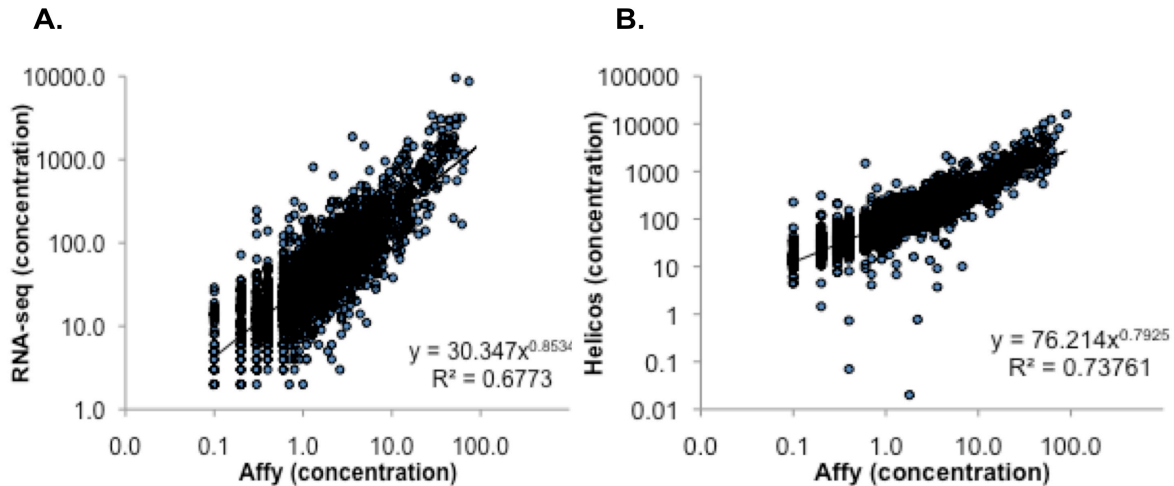 A.
B.
RNA-seq (concentration)
10000.0
1000.0
100.0
10.0
1.0
0.0
0.1
1.0
10.0
100.0
Affy (concentration)
y = 30.347x^0.8534
R² = 0.6773
Helicos (concentration)
100000
10000
1000
100
10
1
0.1
0.01
0.0
0.1
1.0
10.0
100.0
Affy (concentration)
y = 76.214x^0.7925
R² = 0.73761